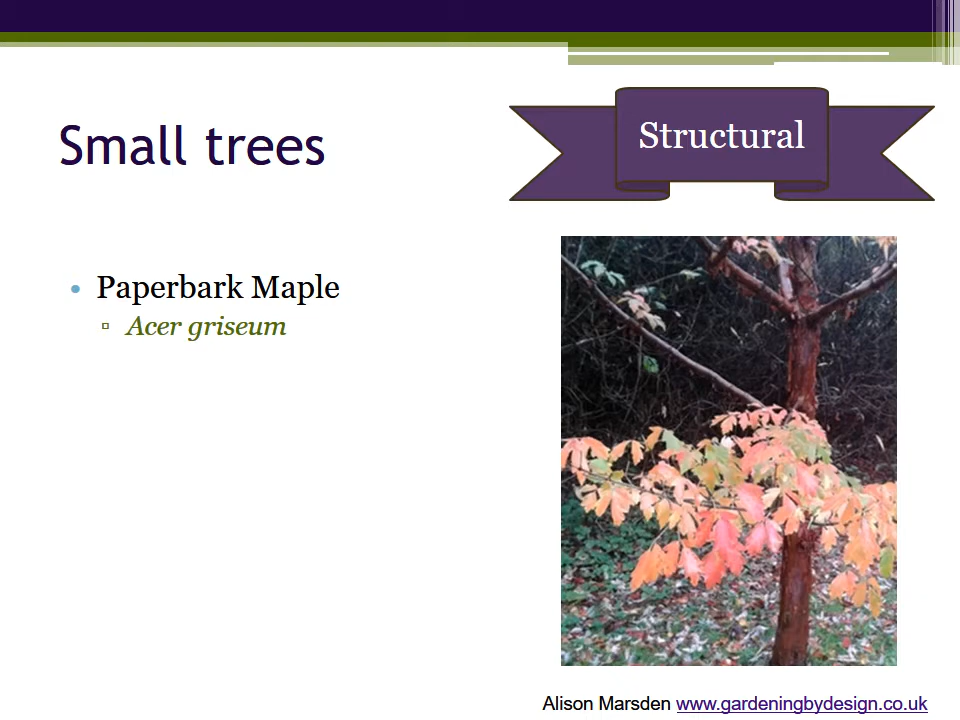 Small trees
Structural
• Paperbark Maple
▫ Acer griseum
Alison Marsden www.gardeningbydesign.co.uk